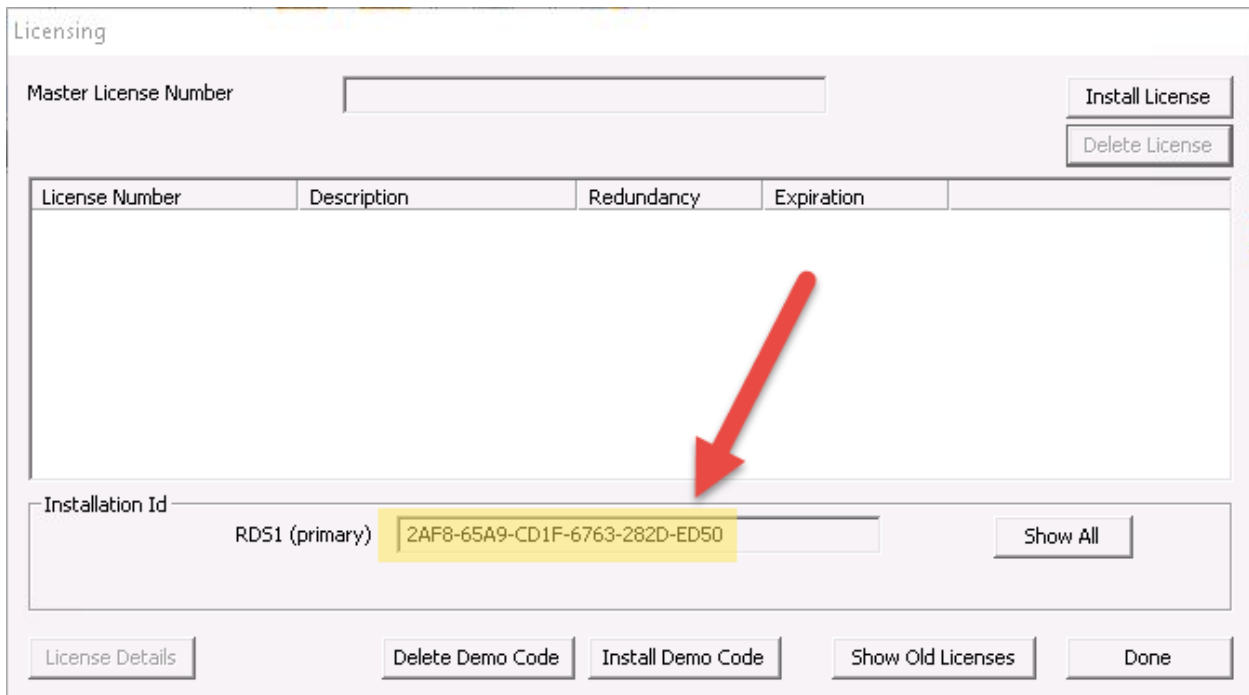 Licensing
Master License Number
Install License
Delete License
License Number Description Redundancy Expiration
Installation Id
RDS1 (primary) 2AF8-65A9-CD1F-6763-282D-ED50 Show All
License Details Delete Demo Code Install Demo Code Show Old Licenses Done